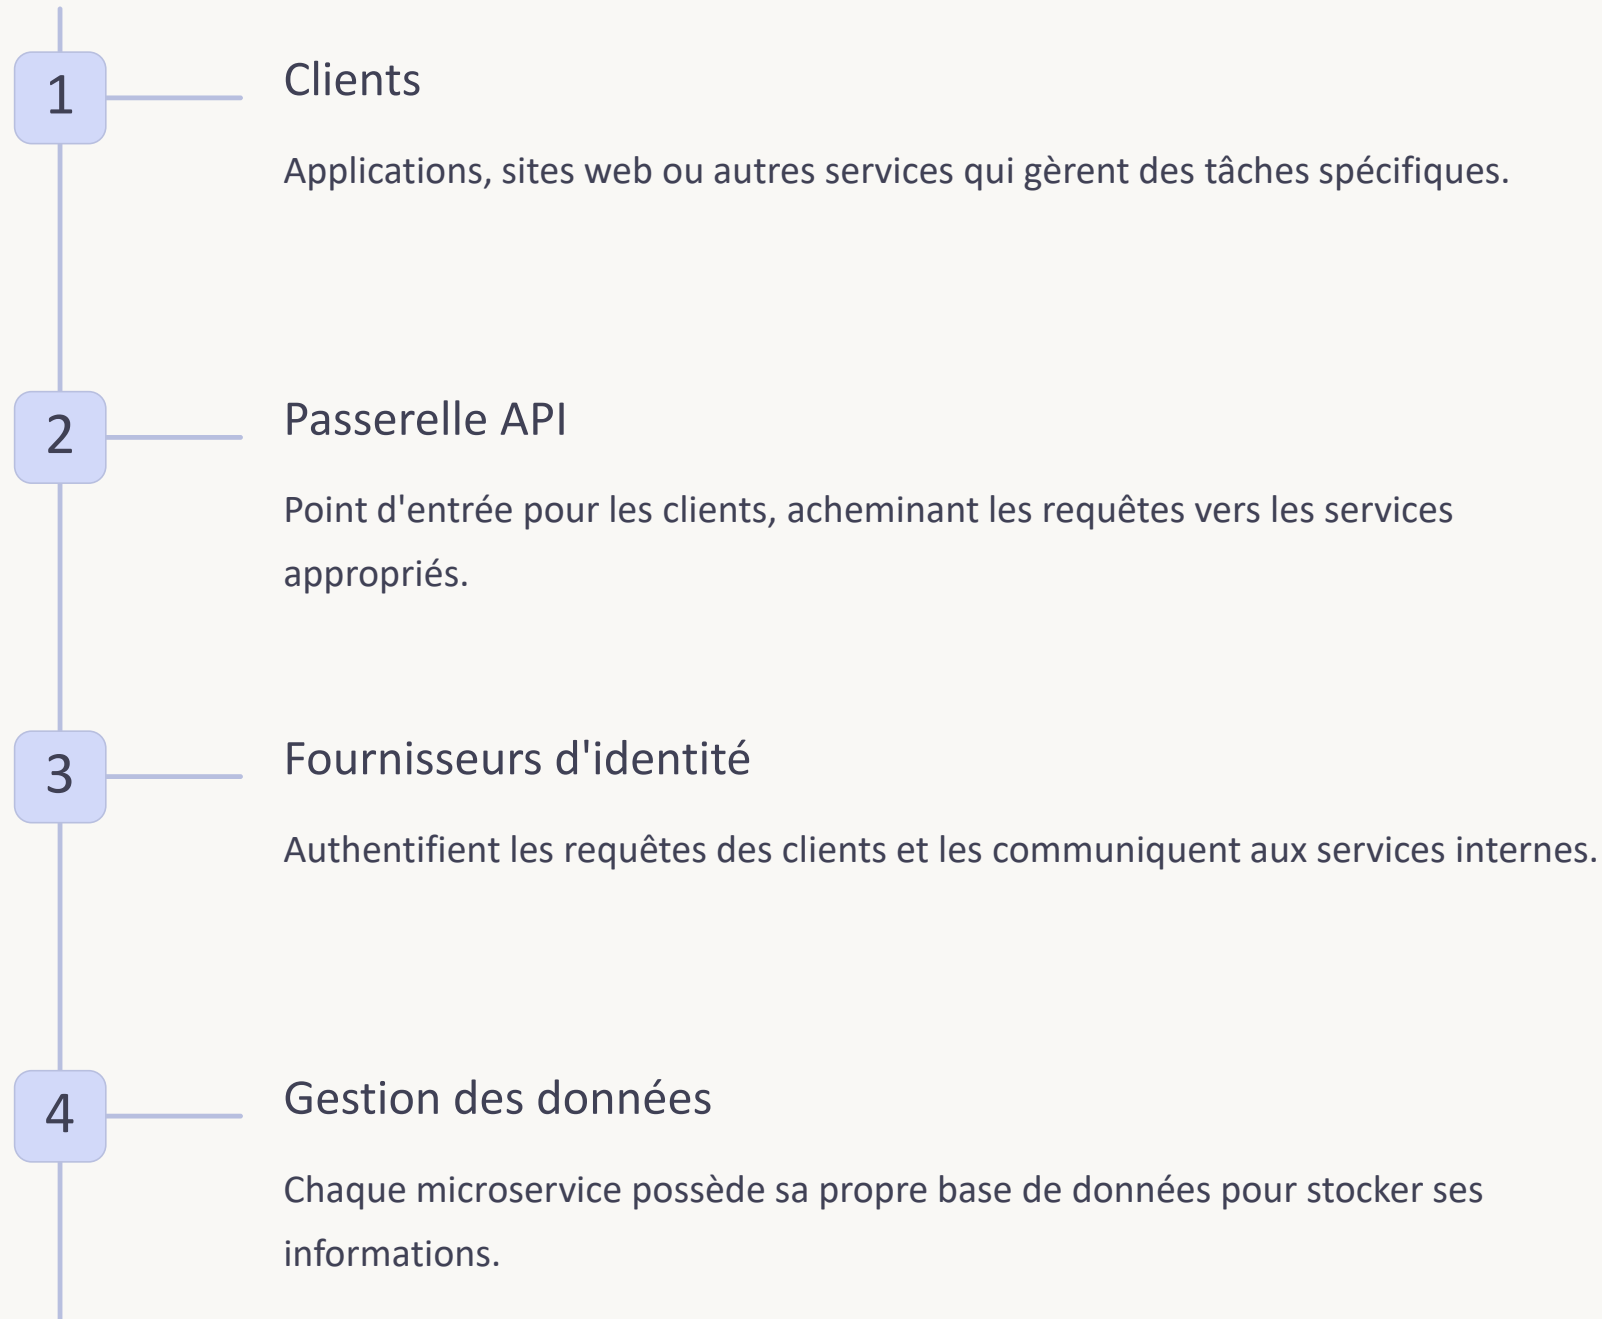 1
Clients
Applications, sites web ou autres services qui gèrent des tâches spécifiques.
2
Passerelle API
Point d'entrée pour les clients, acheminant les requêtes vers les services
appropriés.
3
Fournisseurs d'identité
Authentifient les requêtes des clients et les communiquent aux services internes.
4
Gestion des données
Chaque microservice possède sa propre base de données pour stocker ses
informations.